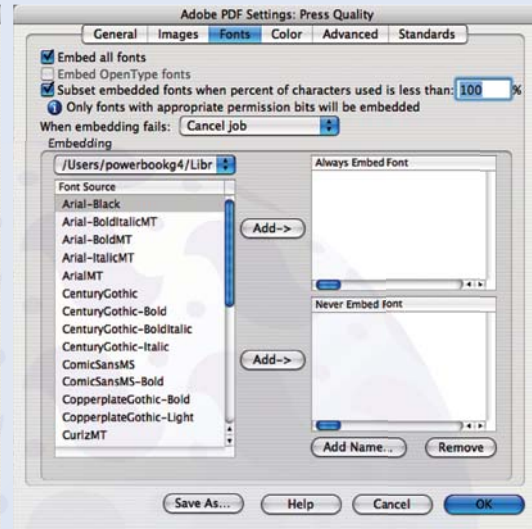 Adobe PDF Settings: Press Quality
General Images Fonts Color Advanced Standards
Embed all fonts
Embed OpenType fonts
Subset embedded fonts when percent of characters used is less than: 100 %
Only fonts with appropriate permission bits will be embedded
When embedding fails: Cancel job
Embedding
/Users/powerbookg4/Libr
Font Source
Arial-Black
Arial-BoldItalicMT
Arial-BoldMT
Arial-ItalicMT
ArialMT
CenturyGothic
CenturyGothic-Bold
CenturyGothic-BoldItalic
CenturyGothic-Italic
ComicSansMS
ComicSansMS-Bold
CopperplateGothic-Bold
CopperplateGothic-Light
CurlzMT
Add->
Add->
Always Embed Font
Never Embed Font
Add Name... Remove
Save As... Help Cancel OK